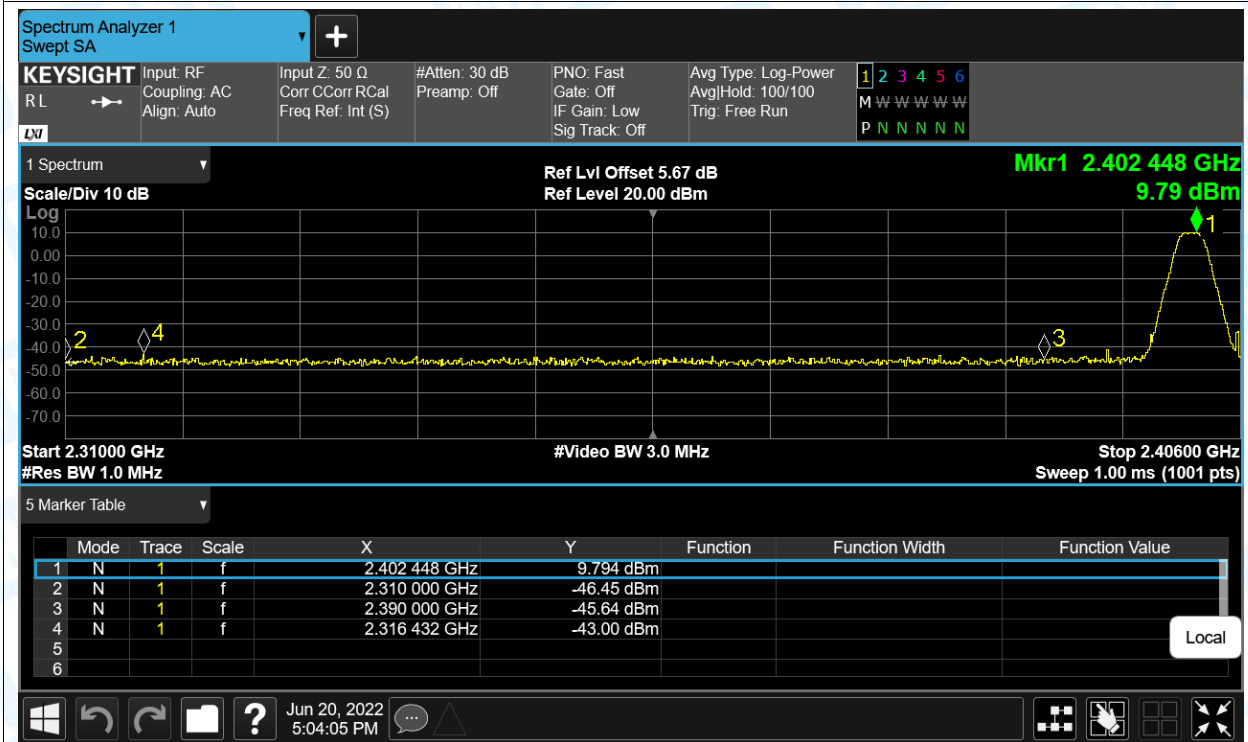 Spectrum Analyzer 1
Swept SA
KEYSIGHT
R L
LXI
Input: RF
Coupling: AC
Align: Auto
Input Z: 50 Ω
Corr CCorr RCal
Freq Ref: Int (S)
#Atten: 30 dB
Preamp: Off
PNO: Fast
Gate: Off
IF Gain: Low
Sig Track: Off
Avg Type: Log-Power
Avg|Hold: 100/100
Trig: Free Run
1 2 3 4 5 6
M W W W W W
P N N N N N
1 Spectrum
Scale/Div 10 dB
Ref Lvl Offset 5.67 dB
Ref Level 20.00 dBm
Mkr1 2.402 448 GHz
9.79 dBm
Log
10.0
0.00
-10.0
-20.0
-30.0
-40.0
-50.0
-60.0
-70.0
1
2
4
3
Start 2.31000 GHz
#Video BW 3.0 MHz
Stop 2.40600 GHz
#Res BW 1.0 MHz
Sweep 1.00 ms (1001 pts)
5 Marker Table
Mode Trace Scale X Y Function Function Width Function Value
1 N 1 f 2.402 448 GHz 9.794 dBm
2 N 1 f 2.310 000 GHz -46.45 dBm
3 N 1 f 2.390 000 GHz -45.64 dBm
4 N 1 f 2.316 432 GHz -43.00 dBm
5
6
Local
?
Jun 20, 2022
5:04:05 PM